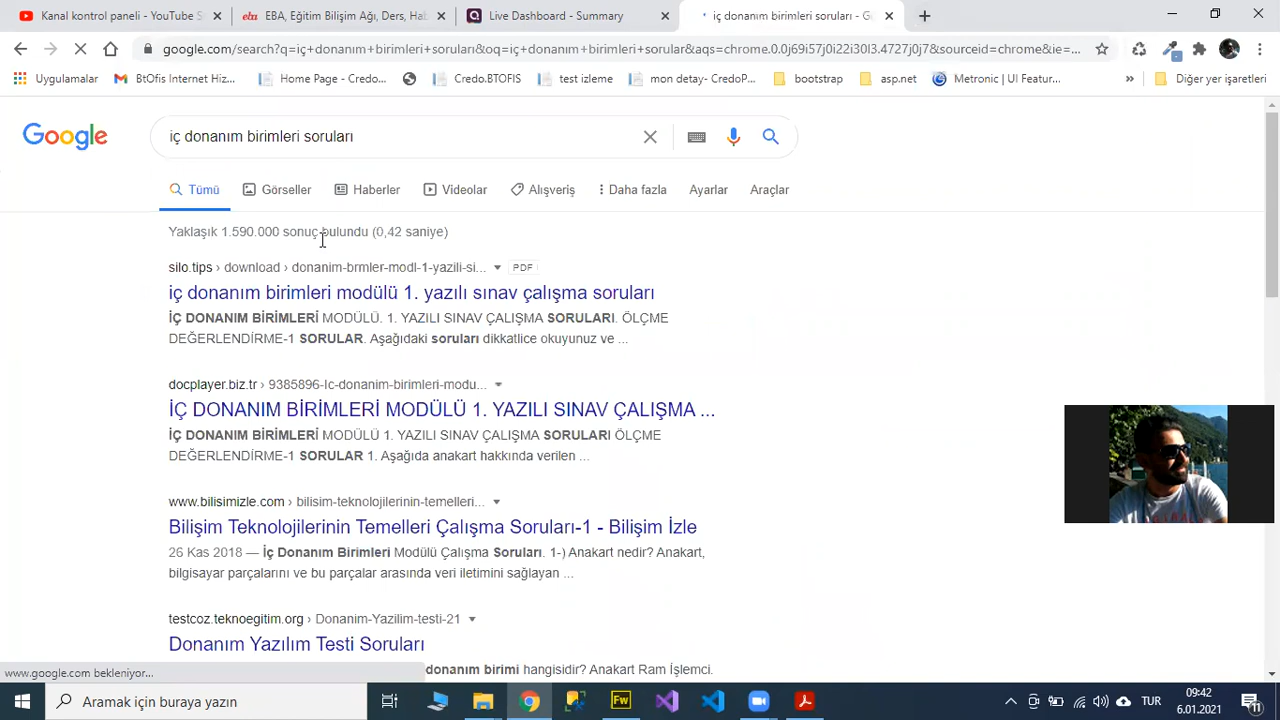 Kanal kontrol paneli - YouTube S
EBA, Eğitim Bilişim Ağı, Ders, Hab
Live Dashboard - Summary
iç donanım birimleri soruları - Go
google.com/search?q=iç+donanım+birimleri+soruları&oq=iç+donanım+birimleri+sorular&aqs=chrome.0.0j69i57j0i22i30l3.4727j0j7&sourceid=chrome&ie=...
Uygulamalar
BtOfis Internet Hiz...
Home Page - Credo...
Credo.BTOFIS
test izleme
mon detay- CredoP...
bootstrap
asp.net
Metronic | UI Featur...
»
Diğer yer işaretleri
Google
iç donanım birimleri soruları
Tümü
Görseller
Haberler
Videolar
Alışveriş
Daha fazla
Ayarlar
Araçlar
Yaklaşık 1.590.000 sonuç bulundu (0,42 saniye)
silo.tips › download › donanim-brmler-modl-1-yazili-si... PDF
iç donanım birimleri modülü 1. yazılı sınav çalışma soruları
İÇ DONANIM BİRİMLERİ MODÜLÜ. 1. YAZILI SINAV ÇALIŞMA SORULARI. ÖLÇME
DEĞERLENDİRME-1 SORULAR. Aşağıdaki soruları dikkatlice okuyunuz ve ...
docplayer.biz.tr › 9385896-Ic-donanim-birimleri-modu...
İÇ DONANIM BİRİMLERİ MODÜLÜ 1. YAZILI SINAV ÇALIŞMA ...
İÇ DONANIM BİRİMLERİ MODÜLÜ 1. YAZILI SINAV ÇALIŞMA SORULARI ÖLÇME
DEĞERLENDİRME-1 SORULAR 1. Aşağıda anakart hakkında verilen ...
www.bilisimizle.com › bilisim-teknolojilerinin-temelleri...
Bilişim Teknolojilerinin Temelleri Çalışma Soruları-1 - Bilişim İzle
26 Kas 2018 — İç Donanım Birimleri Modülü Çalışma Soruları. 1-) Anakart nedir? Anakart,
bilgisayar parçalarını ve bu parçalar arasında veri iletimini sağlayan ...
testcoz.teknoegitim.org › Donanim-Yazilim-testi-21
Donanım Yazılım Testi Soruları
donanım birimi hangisidir? Anakart Ram İşlemci.
www.google.com bekleniyor...
Aramak için buraya yazın
Fw
TUR
09:42
6.01.2021
11